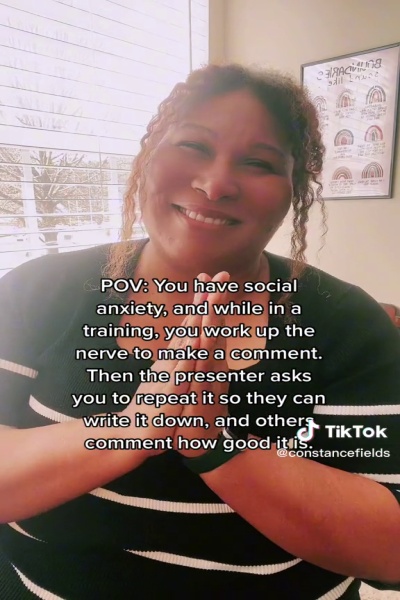 BOUNDARIES
POV: You have social
anxiety, and while in a
training, you work up the
nerve to make a comment.
Then the presenter asks
you to repeat it so they can
write it down, and others
comment how good it is.
TikTok
@constancefields